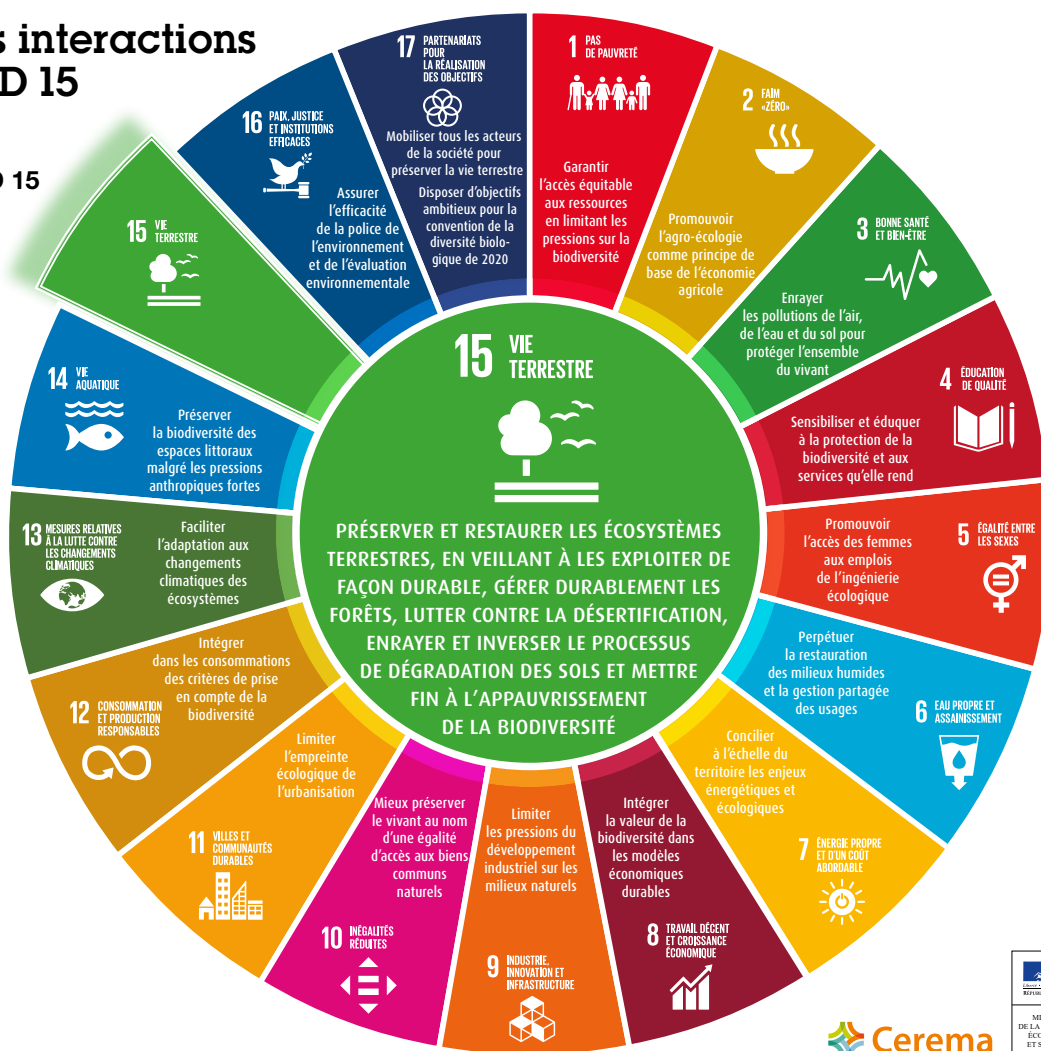 s interactions
D 15
D 15
17 PARTENARIATS
POUR
LA RÉALISATION
DES OBJECTIFS
Mobiliser tous les acteurs
de la société pour
préserver la vie terrestre
Disposer d'objectifs
ambitieux pour la
convention de la
diversité biolo-
gique de 2020
1 PAS
DE PAUVRETÉ
Garantir
l'accès équitable
aux ressources
en limitant les
pressions sur la
biodiversité
2 FAIM
«ZÉRO»
Promouvoir
l'agro-écologie
comme principe de
base de l'économie
agricole
3 BONNE SANTÉ
ET BIEN-ÊTRE
Enrayer
les pollutions de l'air,
de l'eau et du sol pour
protéger l'ensemble
du vivant
4 ÉDUCATION
DE QUALITÉ
Sensibiliser et éduquer
à la protection de la
biodiversité et aux
services qu'elle rend
5 ÉGALITÉ ENTRE
LES SEXES
Promouvoir
l'accès des femmes
aux emplois
de l'ingénierie
écologique
6 EAU PROPRE ET
ASSAINISSEMENT
Perpétuer
la restauration
des milieux humides
et la gestion partagée
des usages
7 ÉNERGIE PROPRE
ET D'UN COÛT
ABORDABLE
Concilier
à l'échelle du
territoire les enjeux
énergétiques et
écologiques
8 TRAVAIL DÉCENT
ET CROISSANCE
ÉCONOMIQUE
Intégrer
la valeur de la
biodiversité dans
les modèles
économiques
durables
9 INDUSTRIE,
INNOVATION ET
INFRASTRUCTURE
Limiter
les pressions du
développement
industriel sur les
milieux naturels
10 INÉGALITÉS
RÉDUITES
Mieux préserver
le vivant au nom
d'une égalité
d'accès aux biens
communs
naturels
11 VILLES ET
COMMUNAUTÉS
DURABLES
Limiter
l'empreinte
écologique de
l'urbanisation
12 CONSOMMATION
ET PRODUCTION
RESPONSABLES
Intégrer
dans les consommations
des critères de prise
en compte de la
biodiversité
13 MESURES RELATIVES
À LA LUTTE CONTRE
LES CHANGEMENTS
CLIMATIQUES
Faciliter
l'adaptation aux
changements
climatiques des
écosystèmes
14 VIE
AQUATIQUE
Préserver
la biodiversité des
espaces littoraux
malgré les pressions
anthropiques fortes
15 VIE
TERRESTRE
16 PAIX, JUSTICE
ET INSTITUTIONS
EFFICACES
Assurer
l'efficacité
de la police de
l'environnement
et de l'évaluation
environnementale
15 VIE
TERRESTRE
PRÉSERVER ET RESTAURER LES ÉCOSYSTÈMES
TERRESTRES, EN VEILLANT À LES EXPLOITER DE
FAÇON DURABLE, GÉRER DURABLEMENT LES
FORÊTS, LUTTER CONTRE LA DÉSERTIFICATION,
ENRAYER ET INVERSER LE PROCESSUS
DE DÉGRADATION DES SOLS ET METTRE
FIN À L'APPAUVRISSEMENT
DE LA BIODIVERSITÉ
Cerema
DE LA
ET S